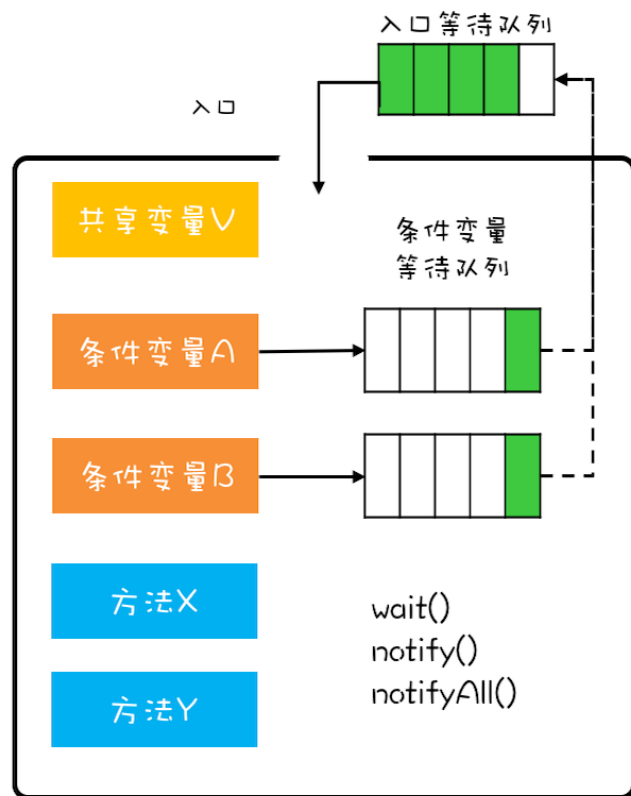 入口等待队列
入口
共享变量V
条件变量
等待队列
条件变量A
条件变量B
方法X
wait()
notify()
notifyAll()
方法Y